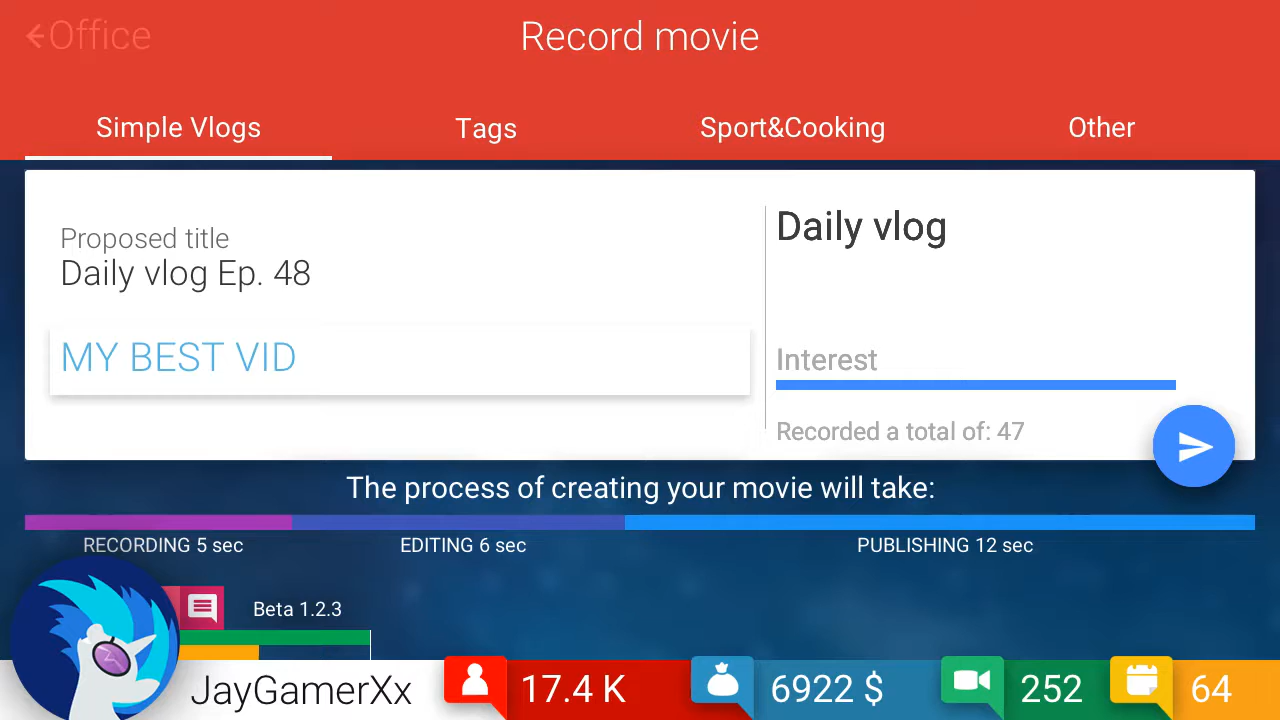 Office
Record movie
Simple Vlogs
Tags
Sport&Cooking
Other
Proposed title
Daily vlog Ep. 48
MY BEST VID
Daily vlog
Interest
Recorded a total of: 47
The process of creating your movie will take:
RECORDING 5 sec
EDITING 6 sec
PUBLISHING 12 sec
Beta 1.2.3
JayGamerXx
17.4 K
6922 $
252
64